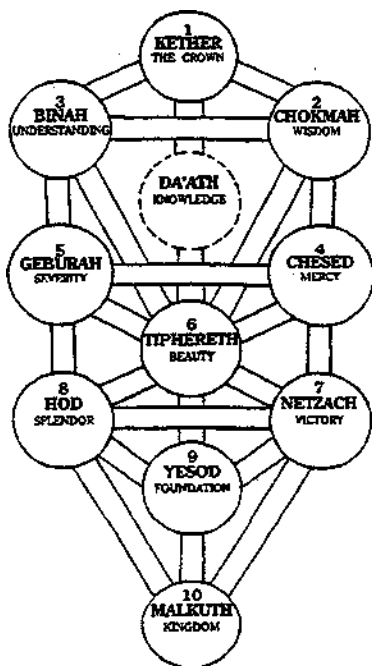 1
KETHER
THE CROWN
3
BINAH
UNDERSTANDING
2
CHOKMAH
WISDOM
DA'ATH
KNOWLEDGE
5
GEBURAH
SEVERITY
4
CHESED
MERCY
6
TIPHERETH
BEAUTY
8
HOD
SPLENDOR
7
NETZACH
VICTORY
9
YESOD
FOUNDATION
10
MALKUTH
KINGDOM